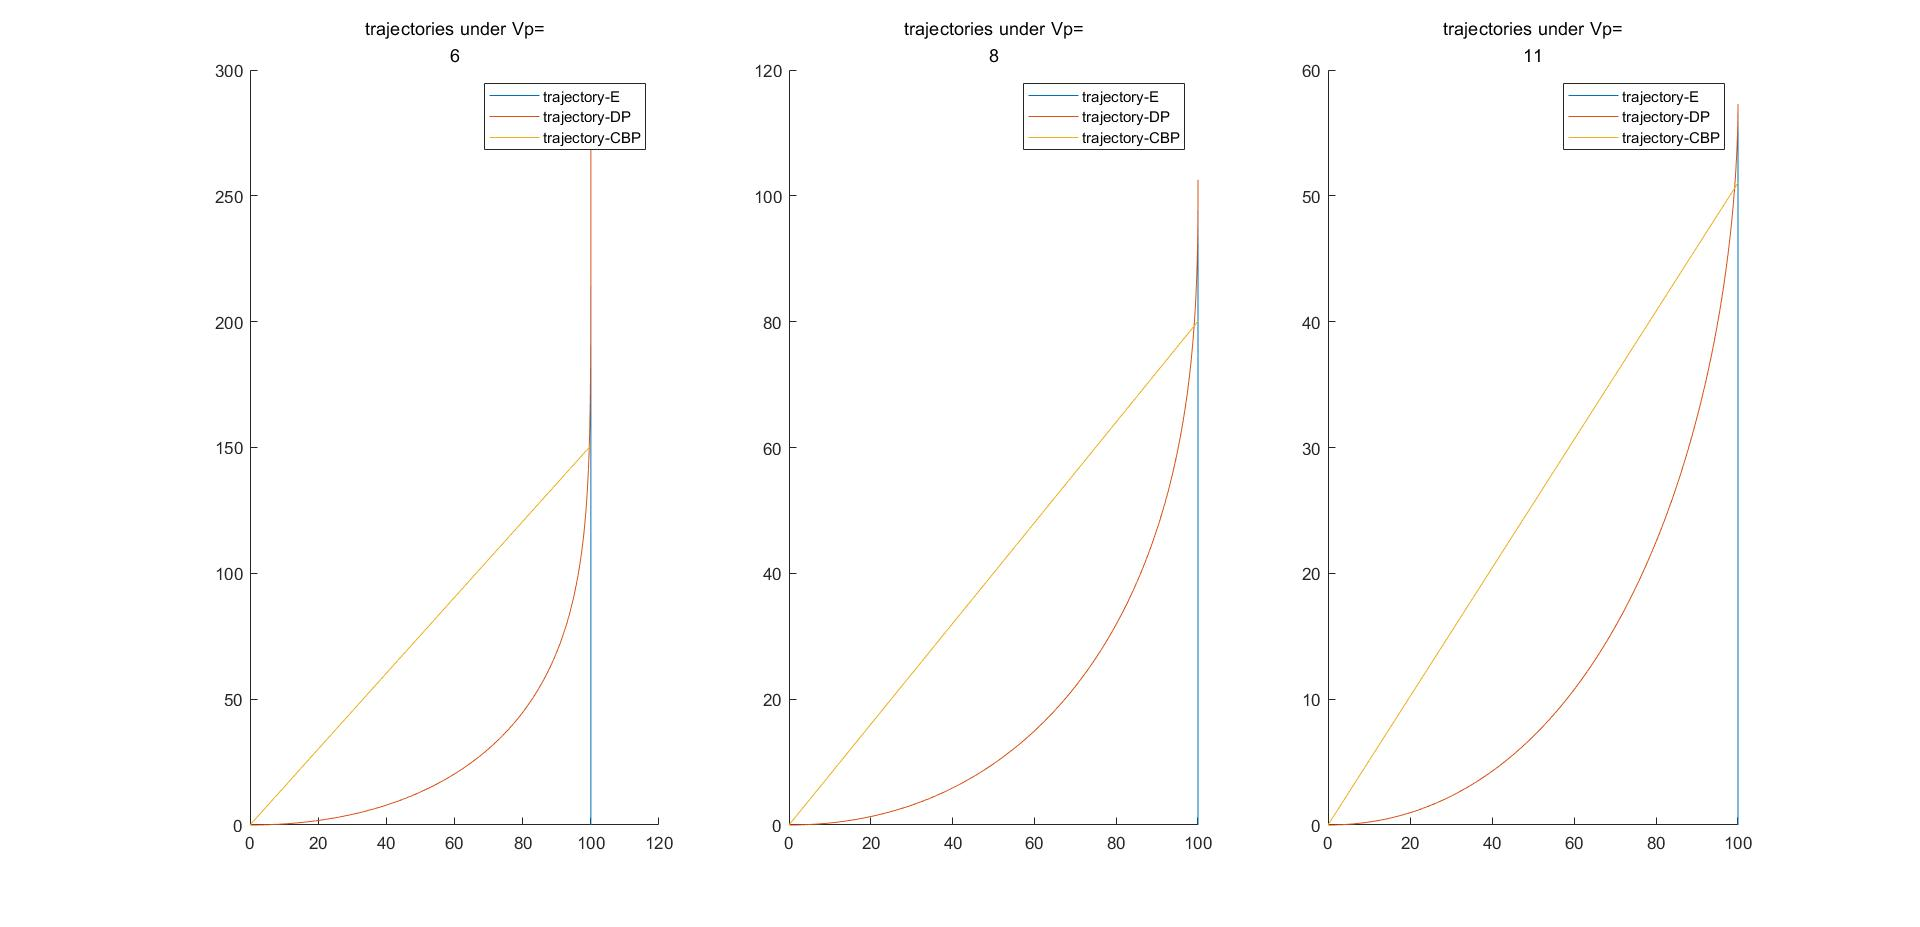 trajectories under Vp=
6
300
250
200
150
100
50
0
0 20 40 60 80 100 120
trajectory-E
trajectory-DP
trajectory-CBP
trajectories under Vp=
8
120
100
80
60
40
20
0
0 20 40 60 80 100
trajectory-E
trajectory-DP
trajectory-CBP
trajectories under Vp=
11
60
50
40
30
20
10
0
0 20 40 60 80 100
trajectory-E
trajectory-DP
trajectory-CBP